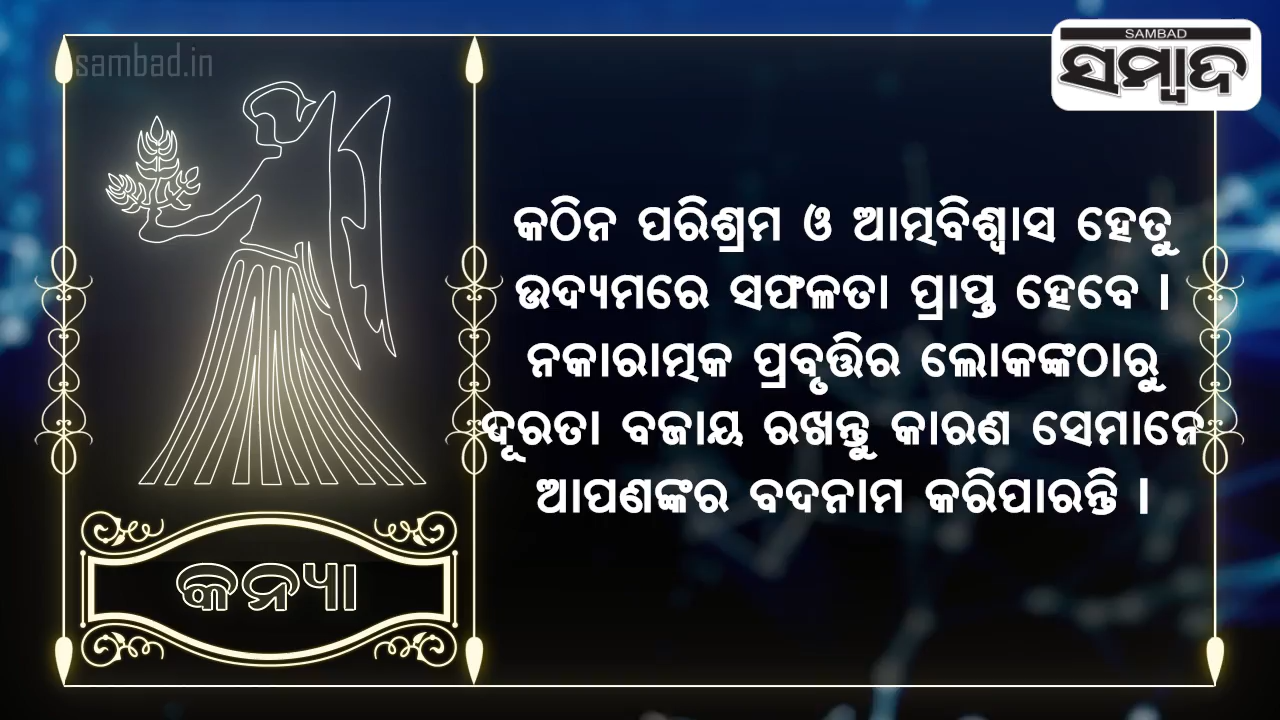 sambad.in
SAMBAD
ସମ୍ବାଦ
କଠିନ ପରିଶ୍ରମ ଓ ଆତ୍ମବିଶ୍ୱାସ ହେତୁ
ଉଦ୍ୟମରେ ସଫଳତା ପ୍ରାପ୍ତ ହେବେ ।
ନକାରାତ୍ମକ ପ୍ରବୃତ୍ତିର ଲୋକଙ୍କଠାରୁ
ଦୂରତା ବଜାୟ ରଖନ୍ତୁ କାରଣ ସେମାନେ
ଆପଣଙ୍କର ବଦନାମ କରିପାରନ୍ତି ।
କନ୍ୟା